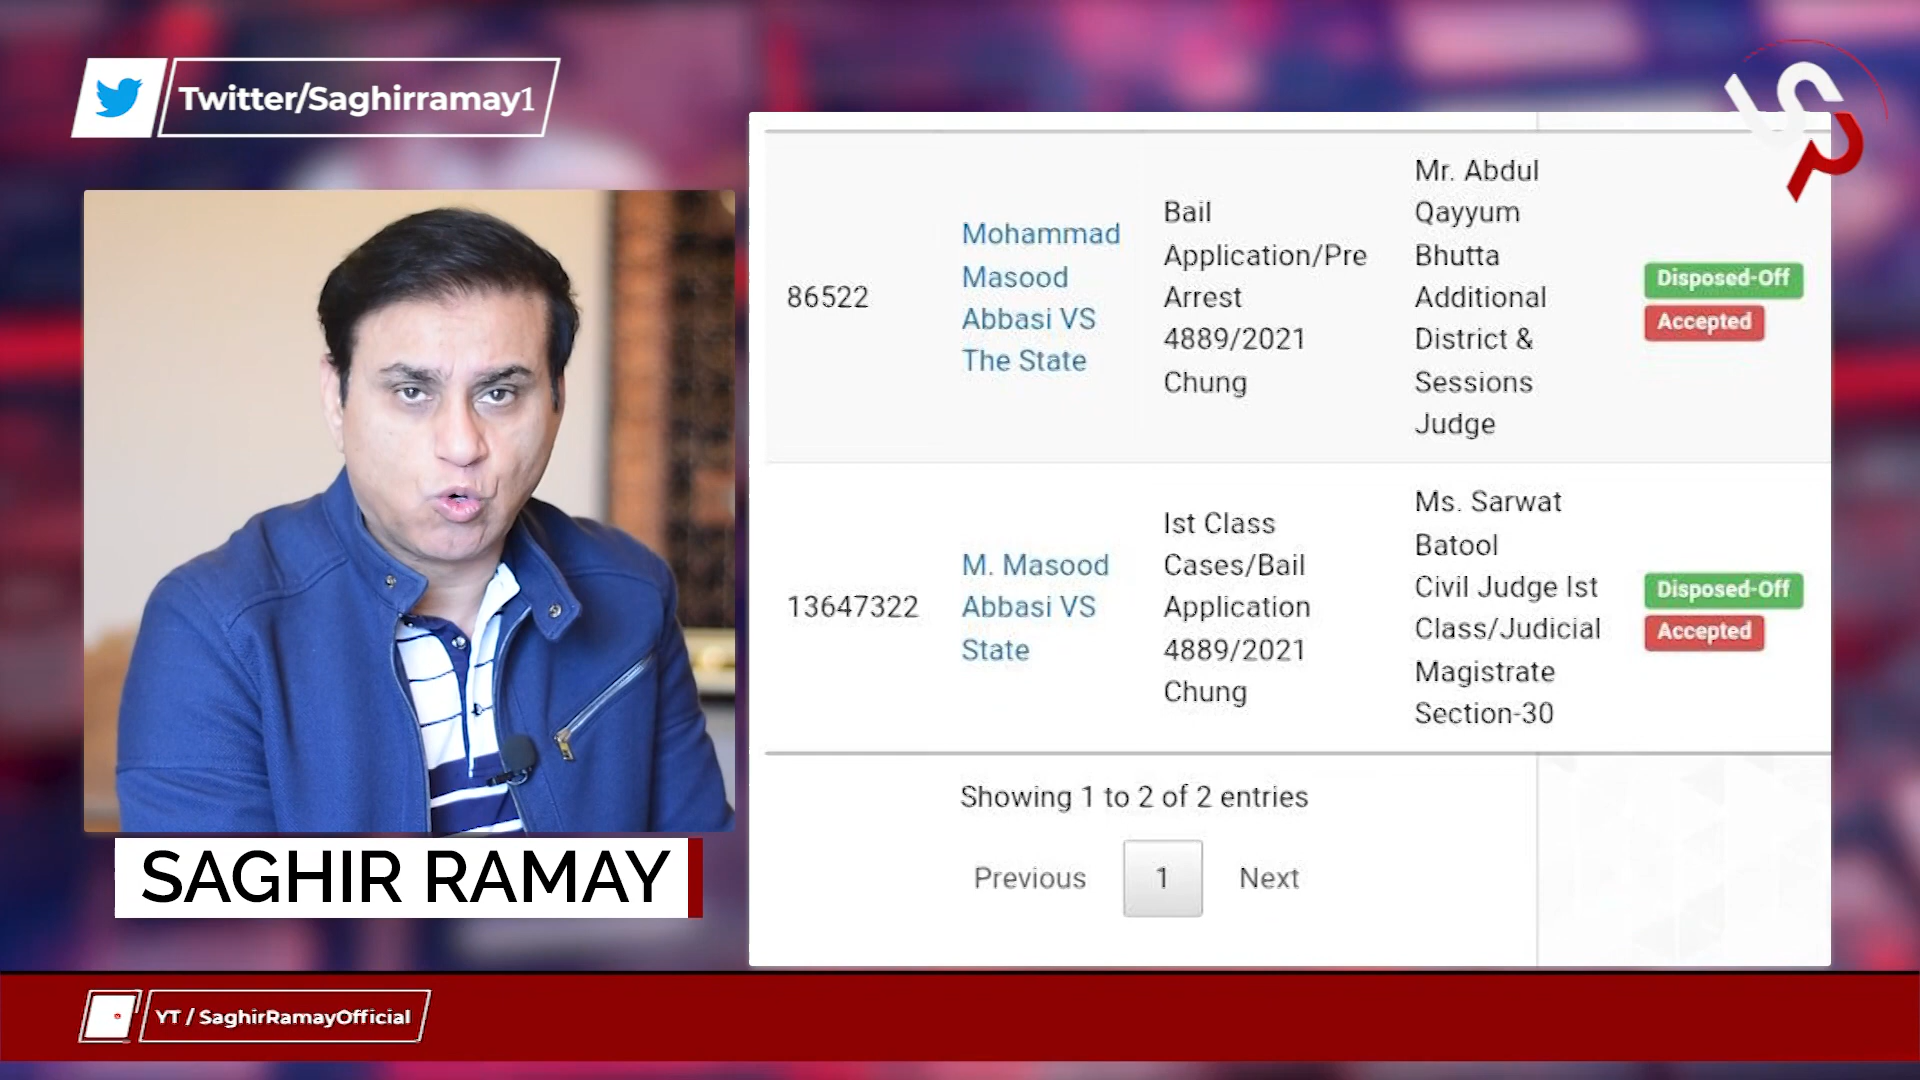 Twitter/Saghirramay1
SAGHIR RAMAY
YT / SaghirRamayOfficial
86522
Mohammad
Masood
Abbasi VS
The State
Bail
Application/Pre
Arrest
4889/2021
Chung
Mr. Abdul
Qayyum
Bhutta
Additional
District &
Sessions
Judge
Disposed-Off
Accepted
13647322
M. Masood
Abbasi VS
State
Ist Class
Cases/Bail
Application
4889/2021
Chung
Ms. Sarwat
Batool
Civil Judge Ist
Class/Judicial
Magistrate
Section-30
Disposed-Off
Accepted
Showing 1 to 2 of 2 entries
Previous 1 Next
SR